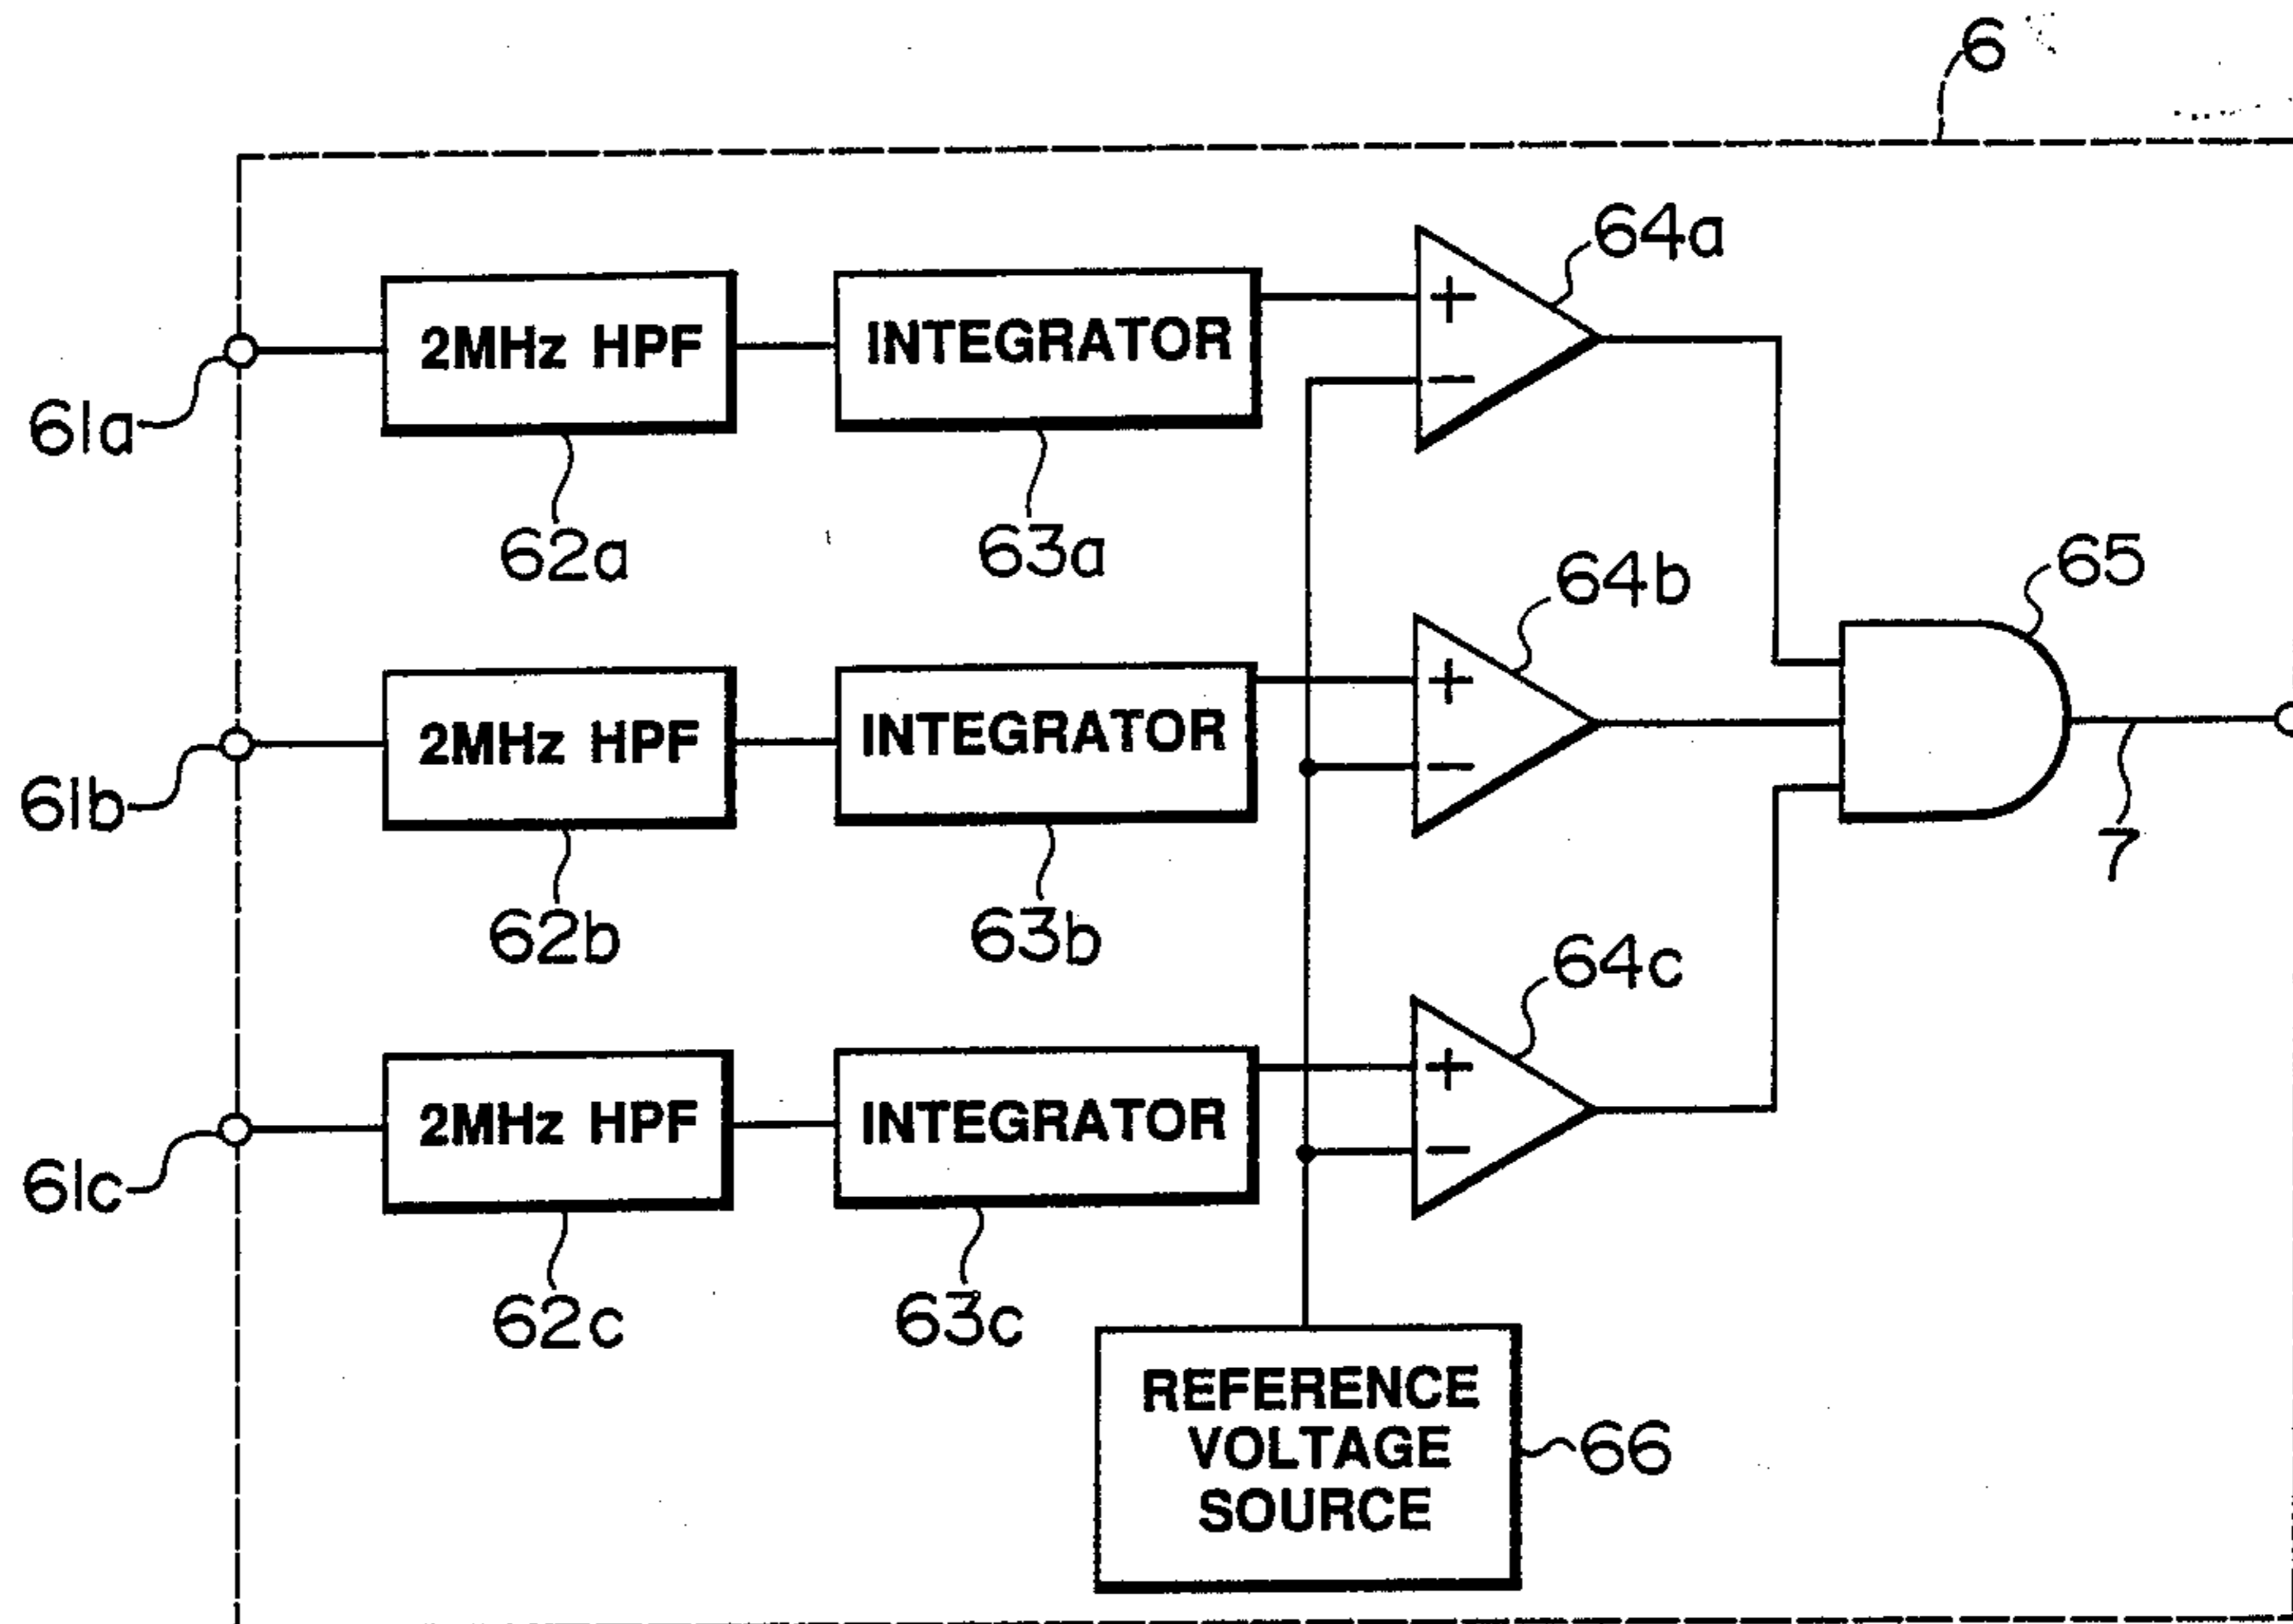 6
64a
2MHz HPF
INTEGRATOR
+
−
61a
62a
63a
64b
65
2MHz HPF
INTEGRATOR
+
−
61b
7
62b
63b
64c
2MHz HPF
INTEGRATOR
+
−
61c
62c
63c
REFERENCE
VOLTAGE
SOURCE
66